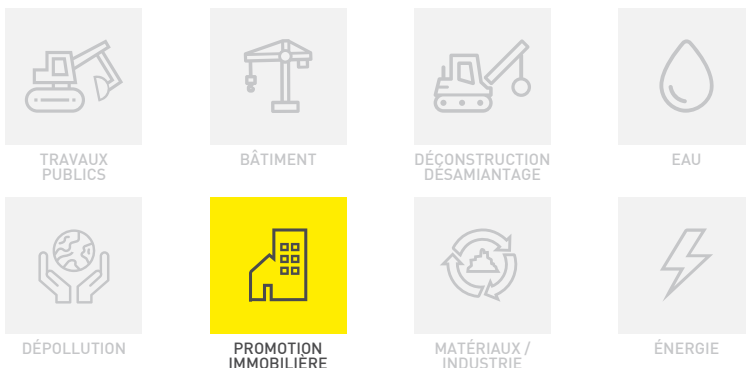 TRAVAUX
PUBLICS
BÂTIMENT
DÉCONSTRUCTION
DÉSAMIANTAGE
EAU
DÉPOLLUTION
PROMOTION
IMMOBILIÈRE
MATÉRIAUX /
INDUSTRIE
ÉNERGIE